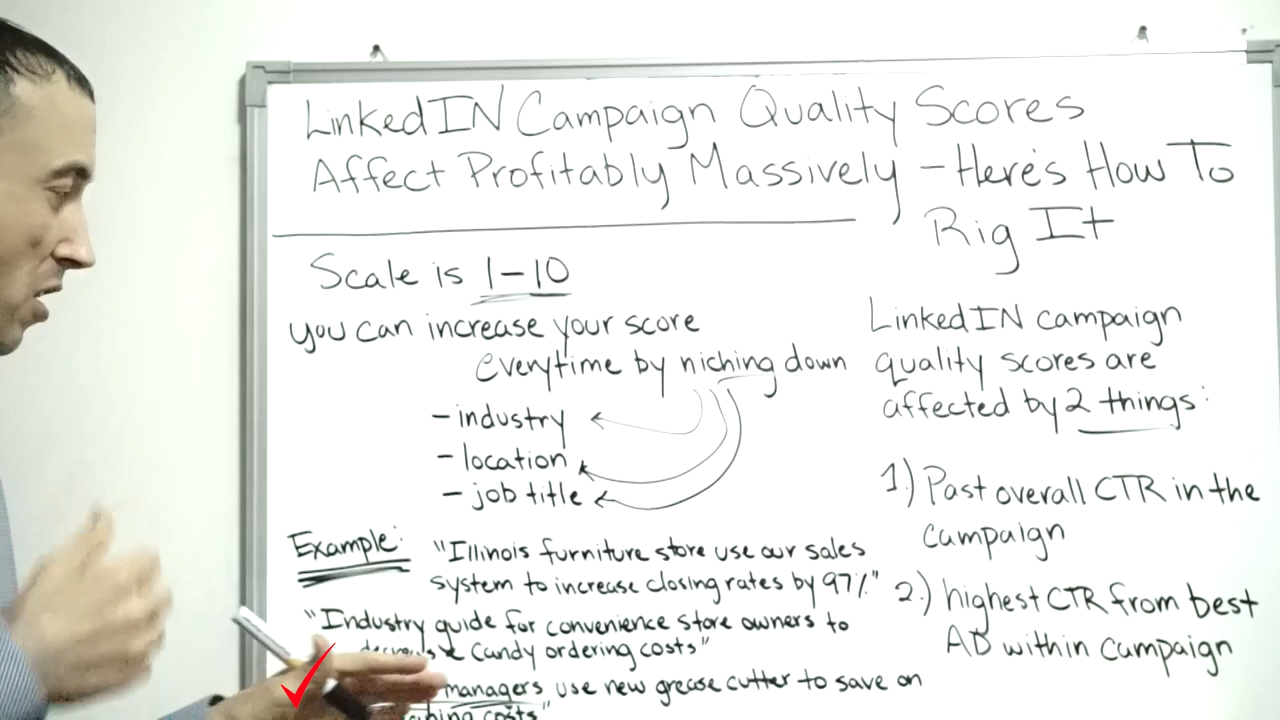 LinkedIN Campaign Quality Scores
Affect Profitably Massively - Here's How To
Rig It
Scale is 1-10
you can increase your score
everytime by niching down
- industry
- location
- job title
Example:
"Illinois furniture store use our sales
system to increase closing rates by 97%"
"Industry guide for convenience store owners to
decrease candy ordering costs"
managers use new grease cutter to save on
costs"
LinkedIN campaign
quality scores are
affected by 2 things:
1.) Past overall CTR in the
campaign
2.) highest CTR from best
AD within campaign